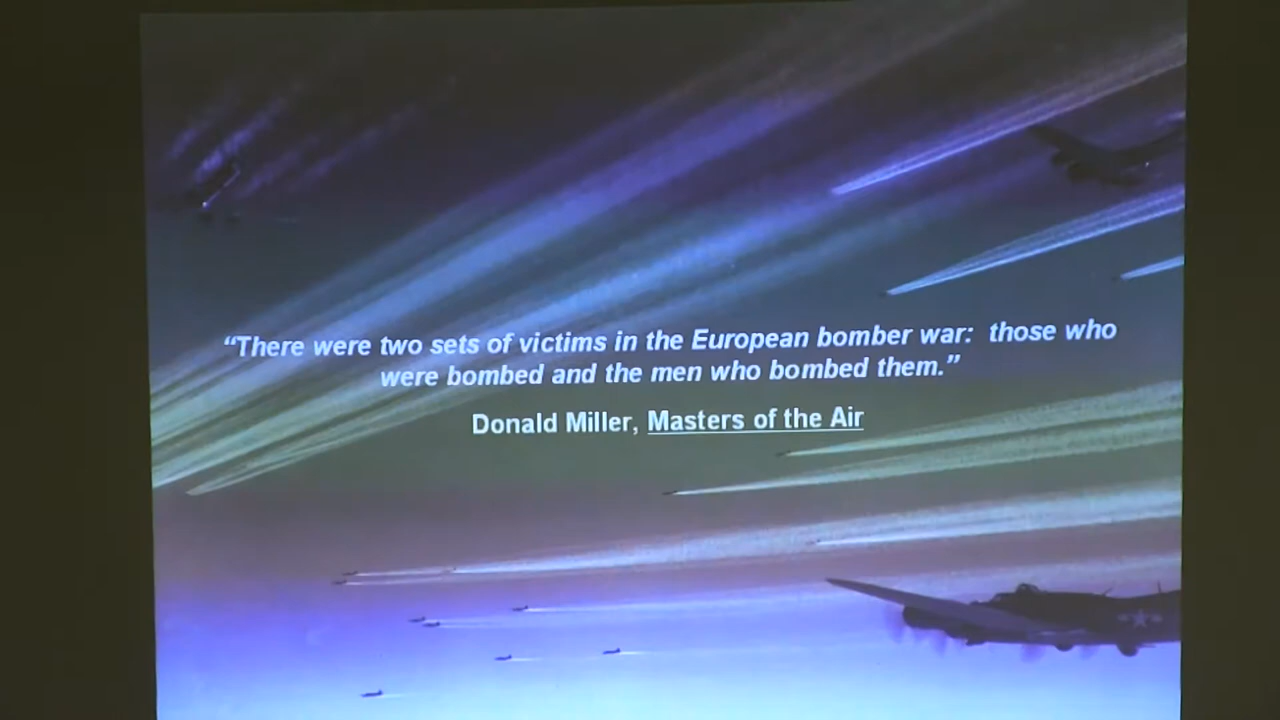 “There were two sets of victims in the European bomber war:  those who
were bombed and the men who bombed them.”
Donald Miller, Masters of the Air